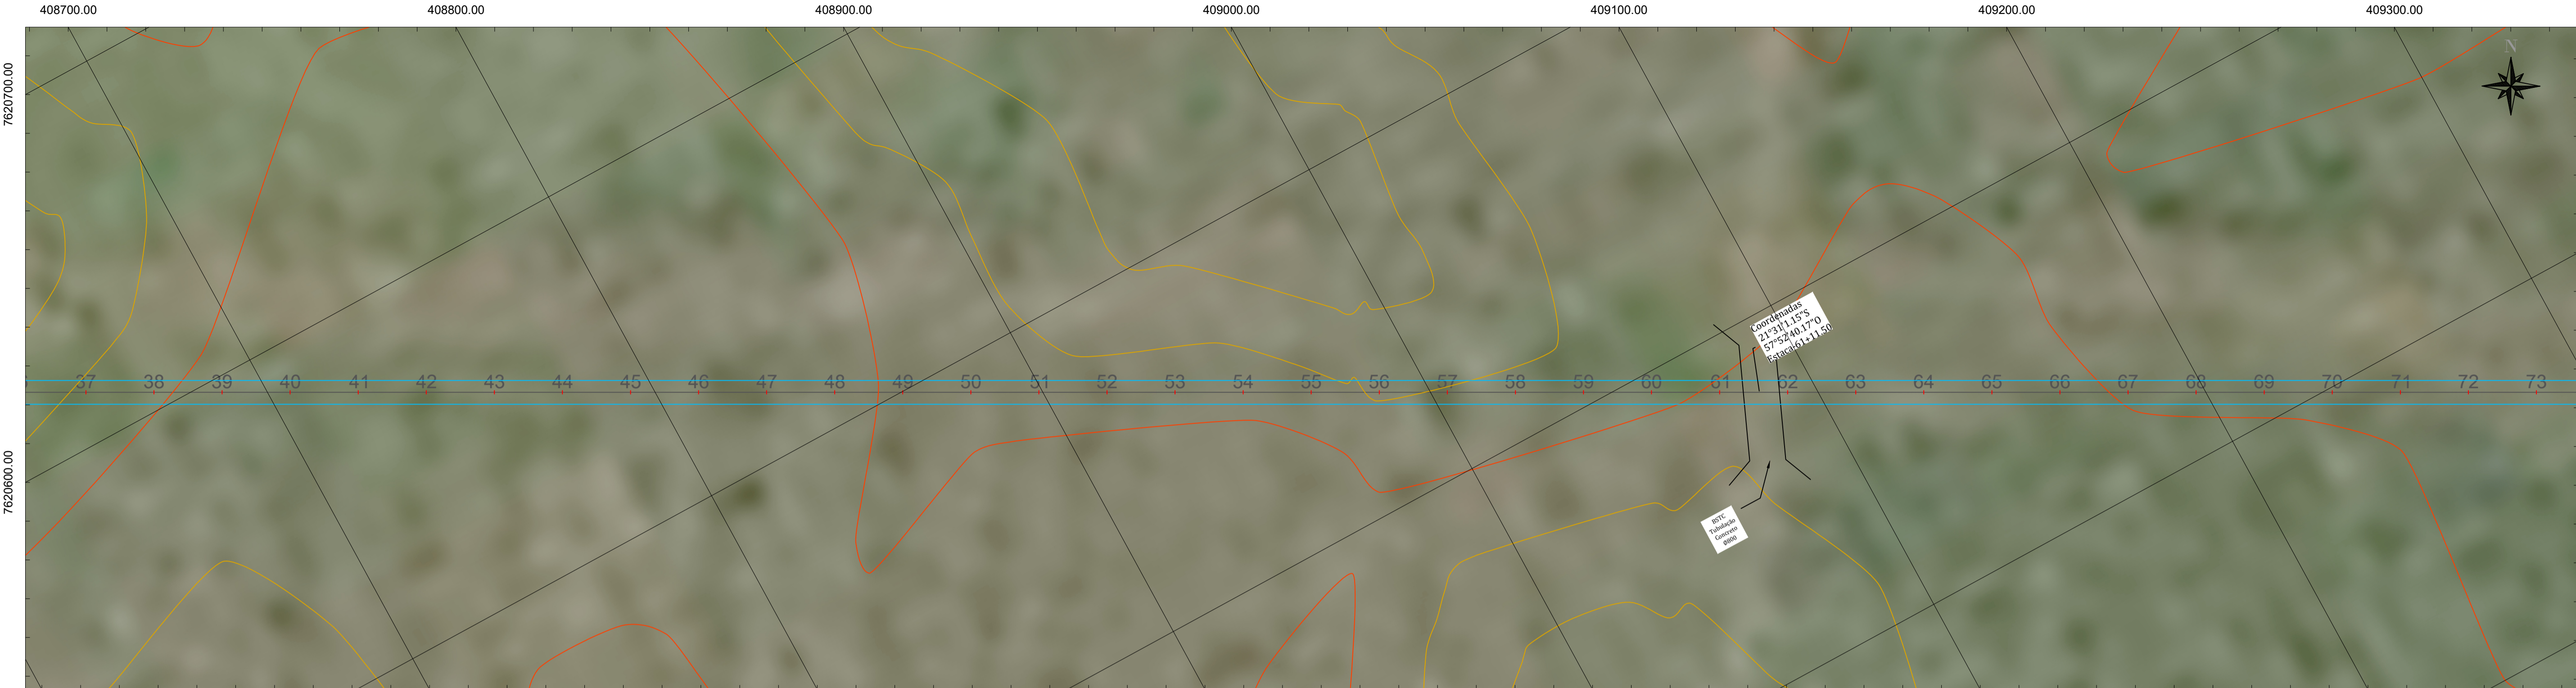 408700.00 408800.00 408900.00 409000.00 409100.00 409200.00 409300.00
N
7620700.00
Coordenadas
21°31'1.15"S
57°52'40.17"O
Estaca-61+11.50
37 38 39 40 41 42 43 44 45 46 47 48 49 50 51 52 53 54 55 56 57 58 59 60 61 62 63 64 65 66 67 68 69 70 71 72 73
7620600.00
BSTC
Tubulação
Concreto
ø800